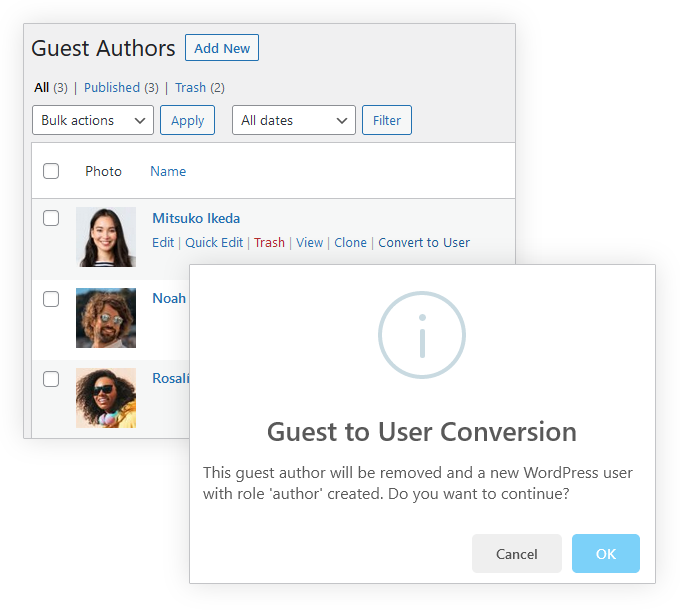 Guest Authors Add New
All (3) | Published (3) | Trash (2)
Bulk actions Apply All dates Filter
Photo Name
Mitsuko Ikeda
Edit | Quick Edit | Trash | View | Clone | Convert to User
Noah
Rosalí
Guest to User Conversion
This guest author will be removed and a new WordPress user
with role 'author' created. Do you want to continue?
Cancel OK